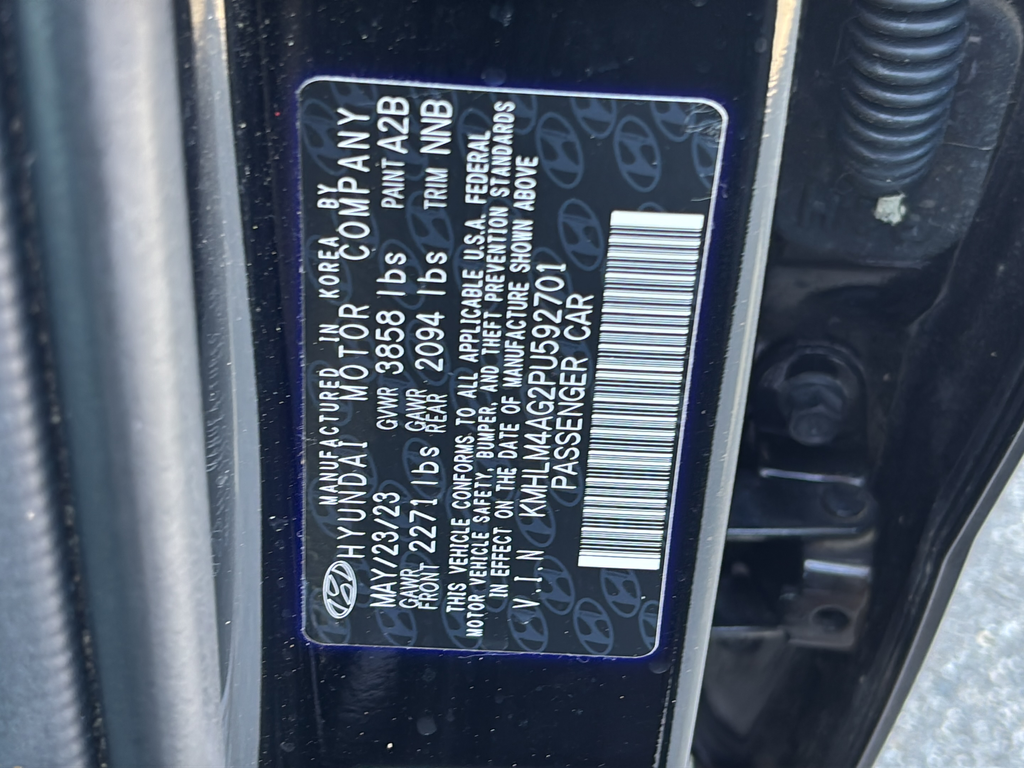 MANUFACTURED IN KOREA BY
HYUNDAI MOTOR COMPANY
MAY/23/23 GVWR 3858 lbs PAINT A2B
GAWR FRONT 2271 lbs GAWR REAR 2094 lbs TRIM NNB
THIS VEHICLE CONFORMS TO ALL APPLICABLE U.S.A. FEDERAL
MOTOR VEHICLE SAFETY, BUMPER, AND THEFT PREVENTION STANDARDS
IN EFFECT ON THE DATE OF MANUFACTURE SHOWN ABOVE
V.I.N KMHLM4AG2PU592701
PASSENGER CAR